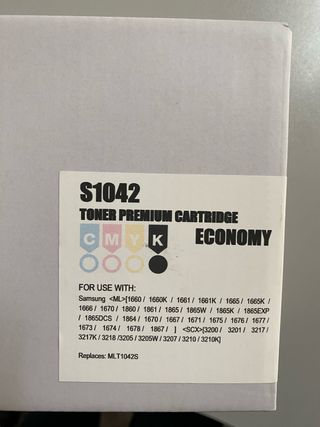 S1042
TONER PREMIUM CARTRIDGE
C M Y K ECONOMY
FOR USE WITH:
Samsung <ML>[1660 / 1660K / 1661 / 1661K / 1665 / 1665K /
1666 / 1670 / 1860 / 1861 / 1865 / 1865W / 1865K / 1865EXP
/ 1865DCS / 1864 / 1670 / 1667 / 1671 / 1675 / 1676 / 1677 /
1673 / 1674 / 1678 / 1867 / ] <SCX>[3200 / 3201 / 3217 /
3217K / 3218 /3205 / 3205W / 3207 / 3210 / 3210K]
Replaces: MLT1042S